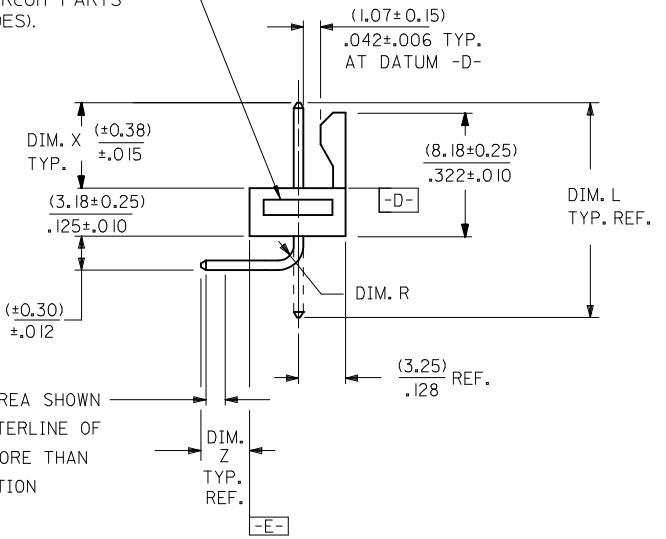 DES).
(1.07±0.15)
.042±.006 TYP.
AT DATUM -D-
DIM. X (±0.38)
±.015
TYP.
(8.18±0.25)
.322±.010
(3.18±0.25)
.125±.010
-D-
DIM. L
TYP. REF.
DIM. R
(±0.30)
±.012
(3.25)
.128 REF.
REA SHOWN
TERLINE OF
ORE THAN
TION
DIM.
Z
TYP.
REF.
-E-